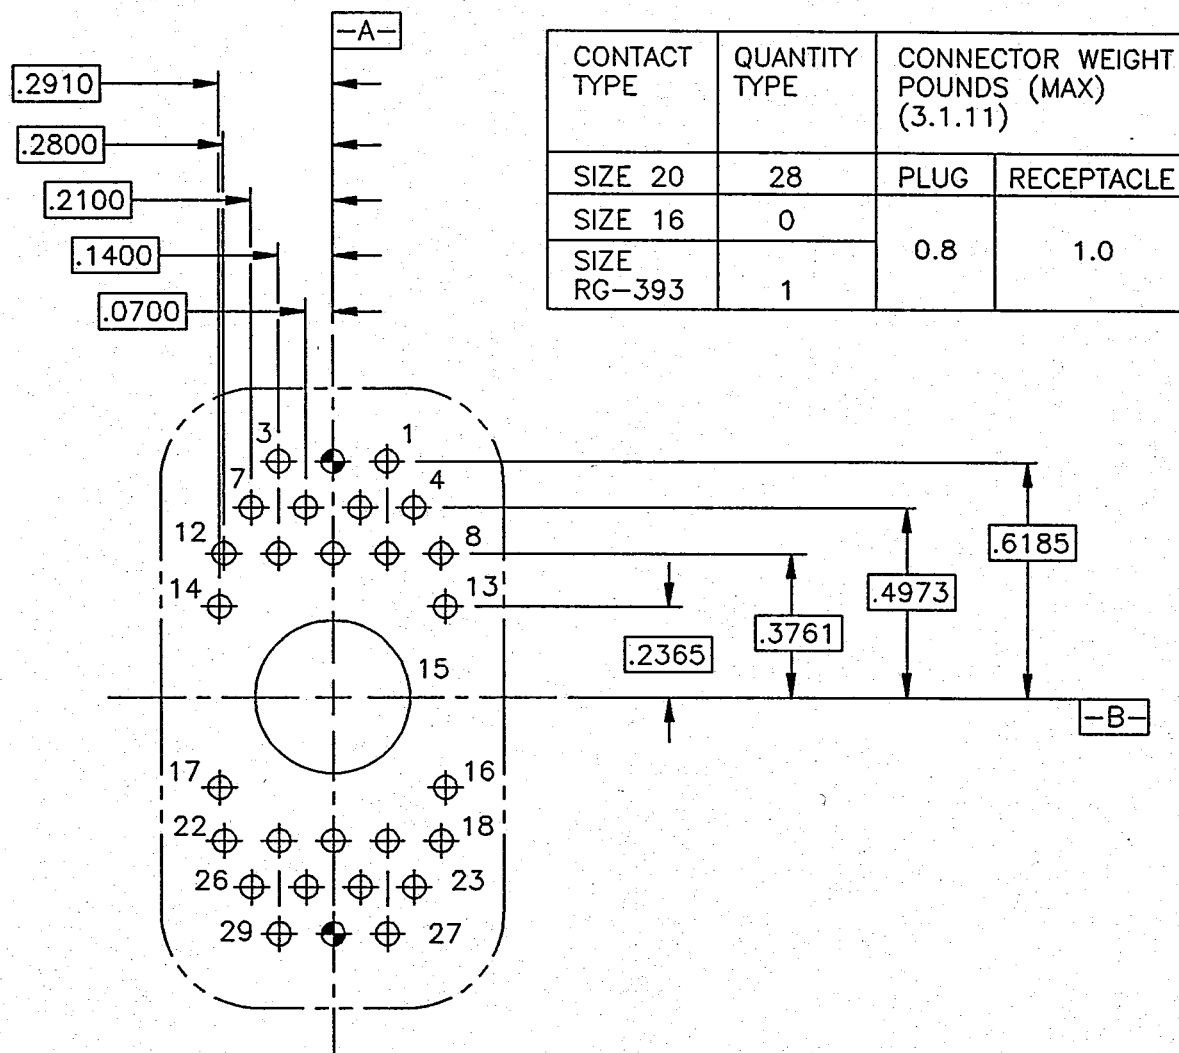 -A-
.2910
.2800
.2100
.1400
.0700
CONTACT TYPE
QUANTITY TYPE
CONNECTOR WEIGHT
POUNDS (MAX)
(3.1.11)
SIZE 20
28
PLUG
RECEPTACLE
SIZE 16
0
0.8
1.0
SIZE
RG-393
1
3
1
7
4
12
8
14
13
15
.6185
.4973
.3761
.2365
-B-
17
16
22
18
26
23
29
27